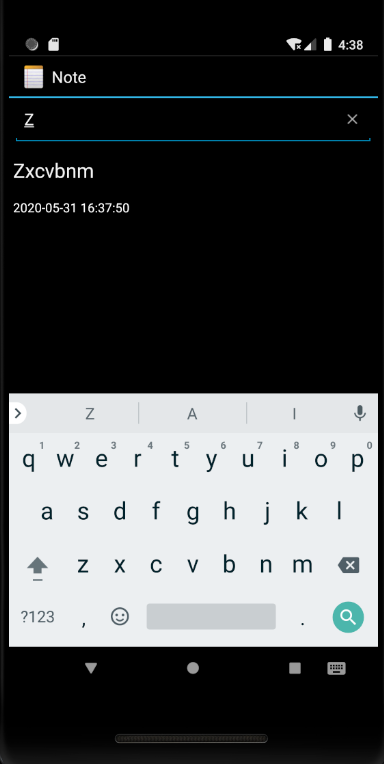 4:38
Note
Z
Zxcvbnm
2020-05-31 16:37:50
Z A I
q 1 w 2 e 3 r 4 t 5 y 6 u 7 i 8 o 9 p 0
a s d f g h j k l
z x c v b n m
?123 , .